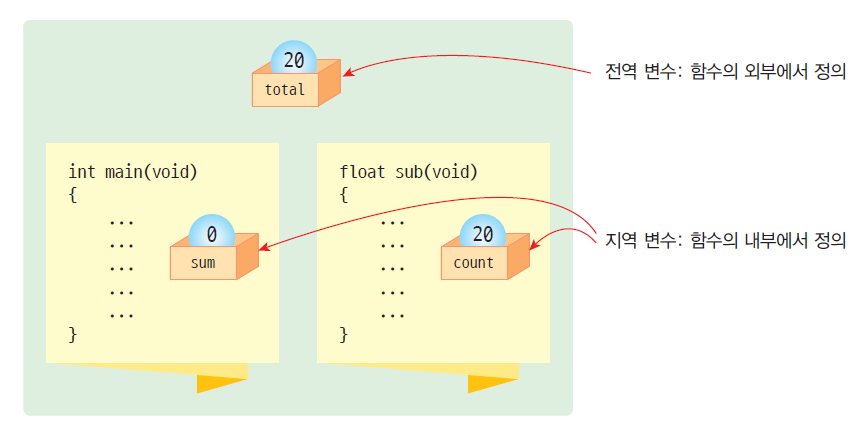 20
total
전역 변수: 함수의 외부에서 정의
int main(void)
{
...
...
...
...
...
}
0
sum
float sub(void)
{
...
...
...
...
...
}
20
count
지역 변수: 함수의 내부에서 정의